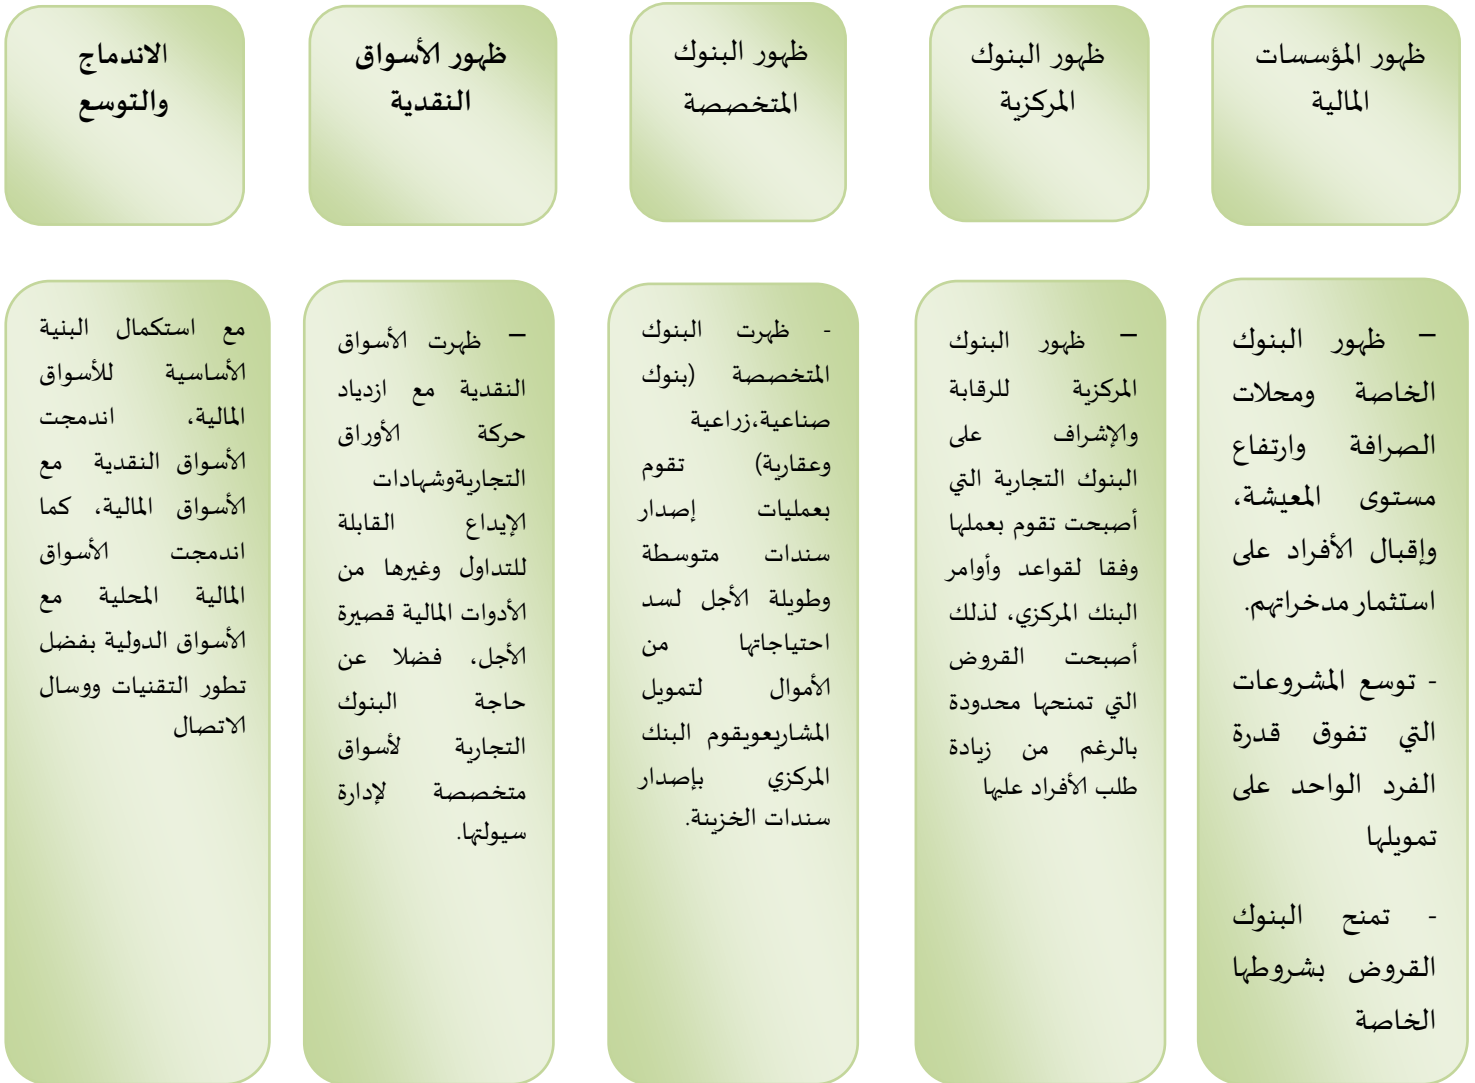 ظهور المؤسسات
المالية
ظهور البنوك
المركزية
ظهور البنوك
المتخصصة
ظهور الأسواق
النقدية
الاندماج
والتوسع
– ظهور البنوك
الخاصة ومحلات
الصرافة وارتفاع
مستوى المعيشة،
وإقبال الأفراد على
استثمار مدخراتهم.
- توسع المشروعات
التي تفوق قدرة
الفرد الواحد على
تمويلها
- تمنح البنوك
القروض بشروطها
الخاصة
– ظهور البنوك
المركزية للرقابة
والإشراف على
البنوك التجارية التي
أصبحت تقوم بعملها
وفقا لقواعد وأوامر
البنك المركزي، لذلك
أصبحت القروض
التي تمنحها محدودة
بالرغم من زيادة
طلب الأفراد عليها
- ظهرت البنوك
المتخصصة (بنوك
صناعية،زراعية
وعقارية) تقوم
بعمليات إصدار
سندات متوسطة
وطويلة الأجل لسد
احتياجاتها من
الأموال لتمويل
المشاريعويقوم البنك
المركزي بإصدار
سندات الخزينة.
– ظهرت الأسواق
النقدية مع ازدياد
حركة الأوراق
التجاريةوشهادات
الإيداع القابلة
للتداول وغيرها من
الأدوات المالية قصيرة
الأجل، فضلا عن
حاجة البنوك
التجارية لأسواق
متخصصة لإدارة
سيولتها.
مع استكمال البنية
الأساسية للأسواق
المالية، اندمجت
الأسواق النقدية مع
الأسواق المالية، كما
اندمجت الأسواق
المالية المحلية مع
الأسواق الدولية بفضل
تطور التقنيات ووسال
الاتصال